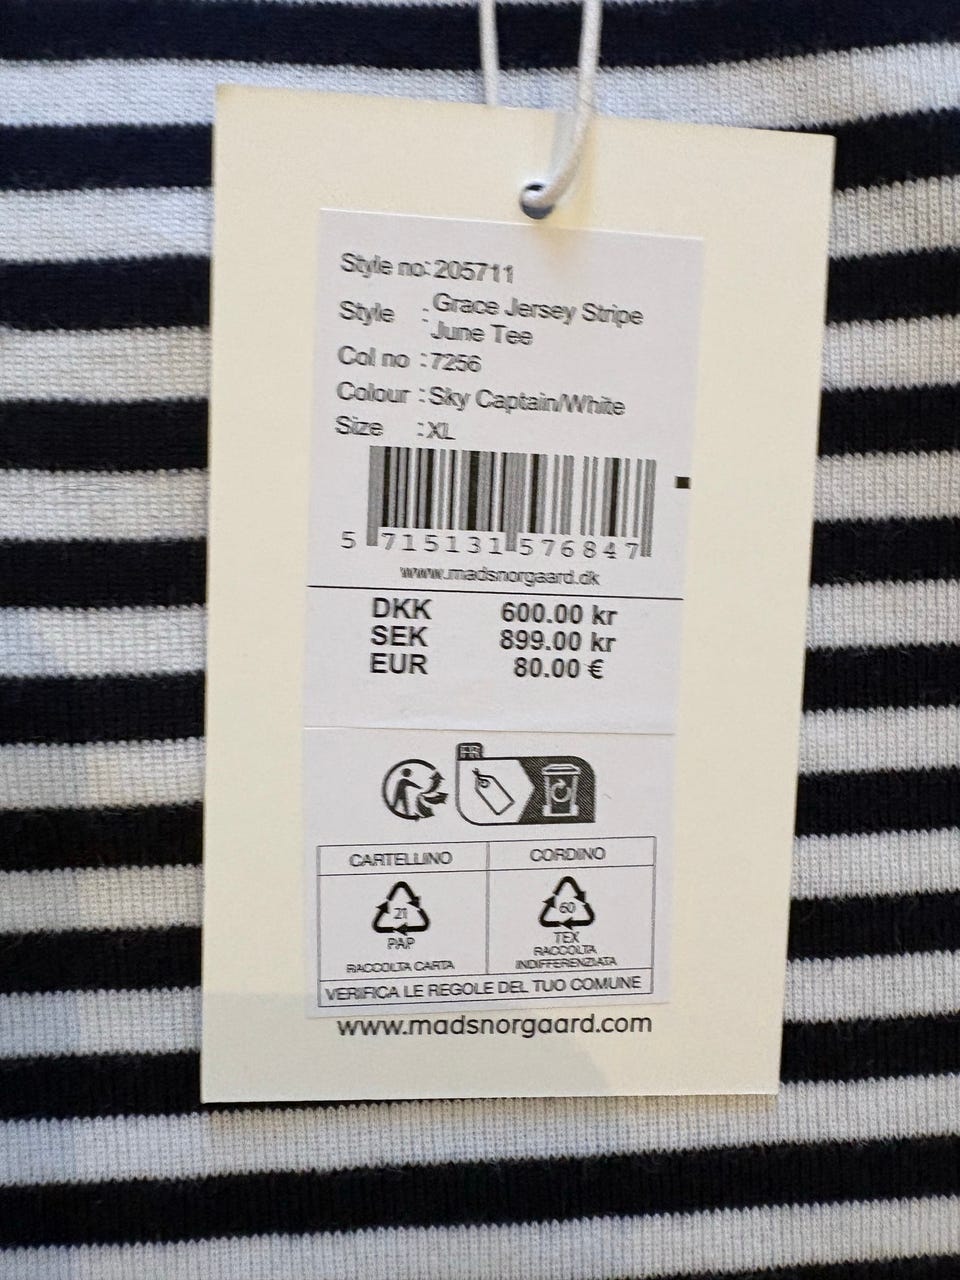 Style no:205711
Style :Grace Jersey Stripe
June Tee
Col no :7256
Colour :Sky Captain/White
Size :XL
5 715131 576847
www.madsnorgaard.dk
DKK 600.00 kr
SEK 899.00 kr
EUR 80.00 €
FR
CARTELLINO CORDINO
21 60
PAP TEX
RACCOLTA CARTA RACCOLTA
INDIFFERENZIATA
VERIFICA LE REGOLE DEL TUO COMUNE
www.madsnorgaard.com